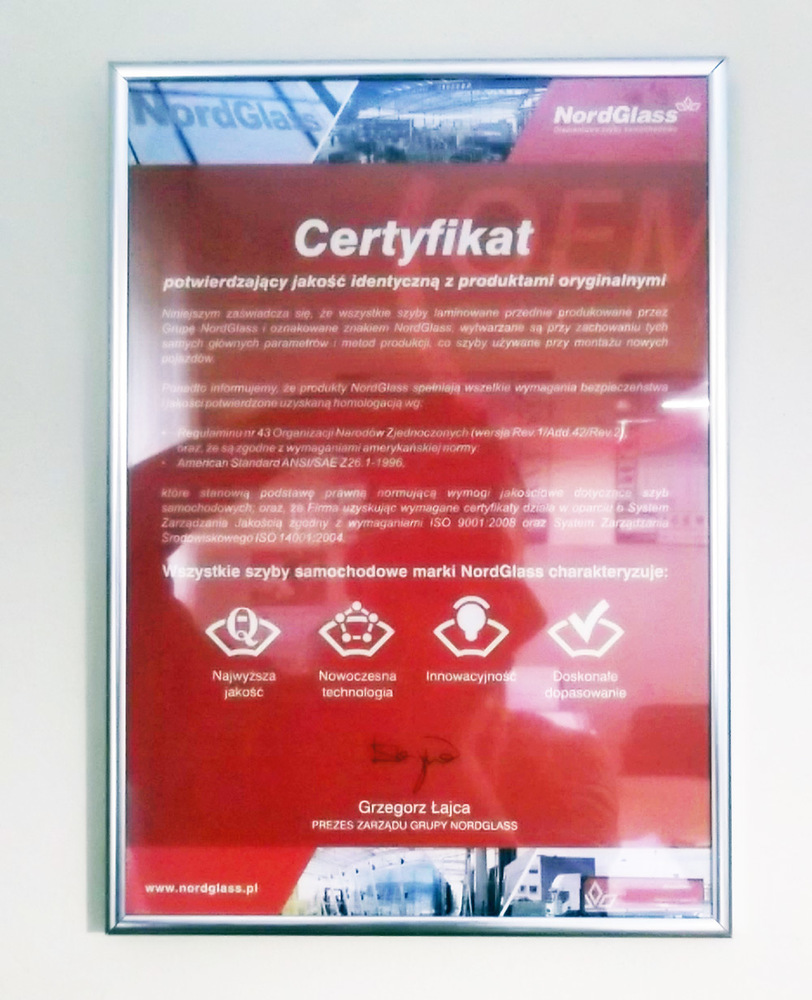 NordGlass
NordGlass
OEM
Certyfikat
potwierdzający jakość identyczną z produktami oryginalnymi
Niniejszym zaświadcza się, że wszystkie szyby laminowane przednie produkowane przez
Grupę NordGlass i oznakowane znakiem NordGlass, wytwarzane są przy zachowaniu tych
samych głównych parametrów i metod produkcji, co szyby używane przy montażu nowych
pojazdów.
Ponadto informujemy, że produkty NordGlass spełniają wszelkie wymagania bezpieczeństwa
i jakości potwierdzone uzyskaną homologacją wg:
• Regulaminu nr 43 Organizacji Narodów Zjednoczonych (wersja Rev.1/Add.42/Rev.2),
oraz, że są zgodne z wymaganiami amerykańskiej normy:
• American Standard ANSI/SAE Z26.1-1996,
które stanowią podstawę prawną normującą wymogi jakościowe dotyczące szyb
samochodowych; oraz, że Firma uzyskując wymagane certyfikaty działa w oparciu o System
Zarządzania Jakością zgodny z wymaganiami ISO 9001:2008 oraz System Zarządzania
Środowiskowego ISO 14001:2004.
Wszystkie szyby samochodowe marki NordGlass charakteryzuje:
Najwyższa Nowoczesna Innowacyjność Doskonałe
jakość technologia dopasowanie
Grzegorz Łajca
PREZES ZARZĄDU GRUPY NORDGLASS
www.nordglass.pl